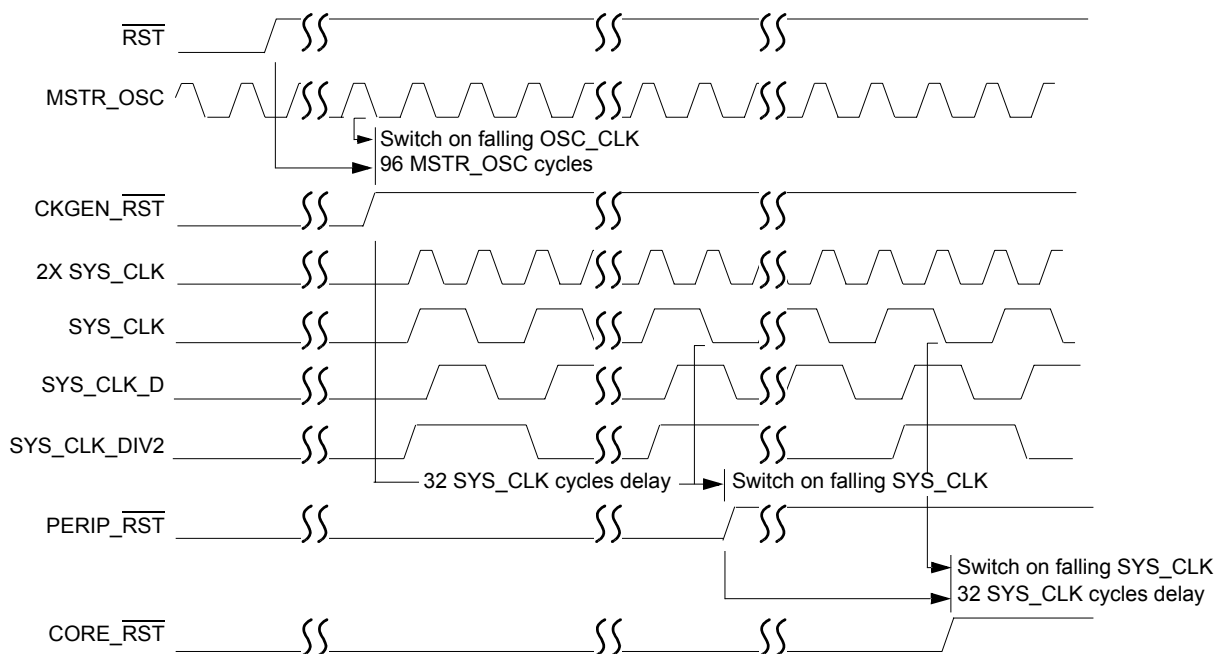 RST
MSTR_OSC
Switch on falling OSC_CLK
96 MSTR_OSC cycles
CKGEN_RST
2X SYS_CLK
SYS_CLK
SYS_CLK_D
SYS_CLK_DIV2
32 SYS_CLK cycles delay
Switch on falling SYS_CLK
PERIP_RST
Switch on falling SYS_CLK
32 SYS_CLK cycles delay
CORE_RST